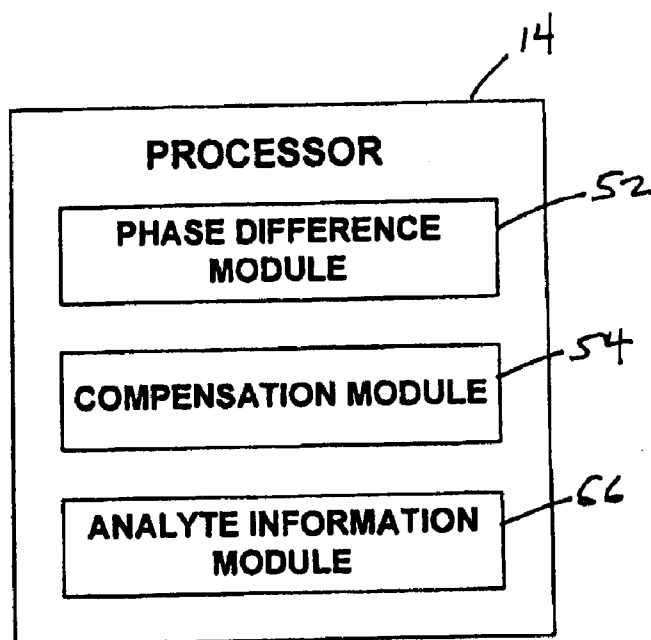 14
PROCESSOR
PHASE DIFFERENCE
MODULE
52
COMPENSATION MODULE
54
ANALYTE INFORMATION
MODULE
66